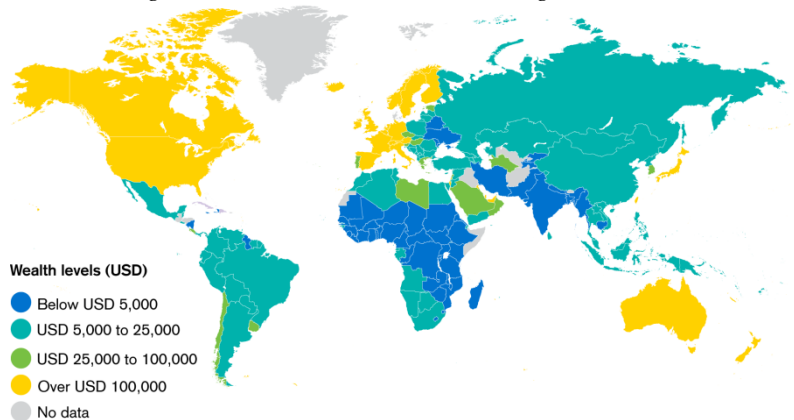 Wealth levels (USD)
Below USD 5,000
USD 5,000 to 25,000
USD 25,000 to 100,000
Over USD 100,000
No data